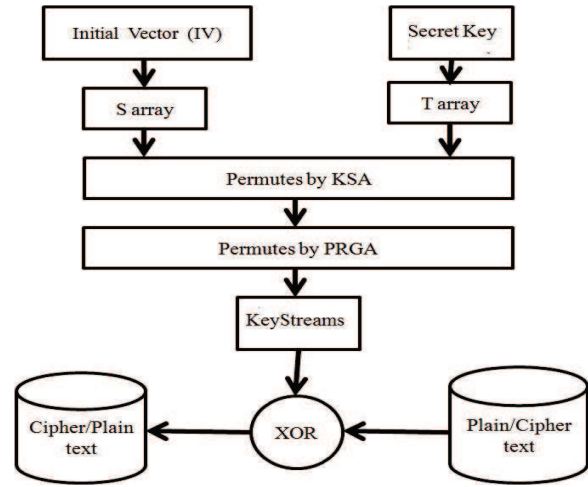 Initial Vector (IV)
Secret Key
S array
T array
Permutes by KSA
Permutes by PRGA
KeyStreams
Cipher/Plain
text
XOR
Plain/Cipher
text